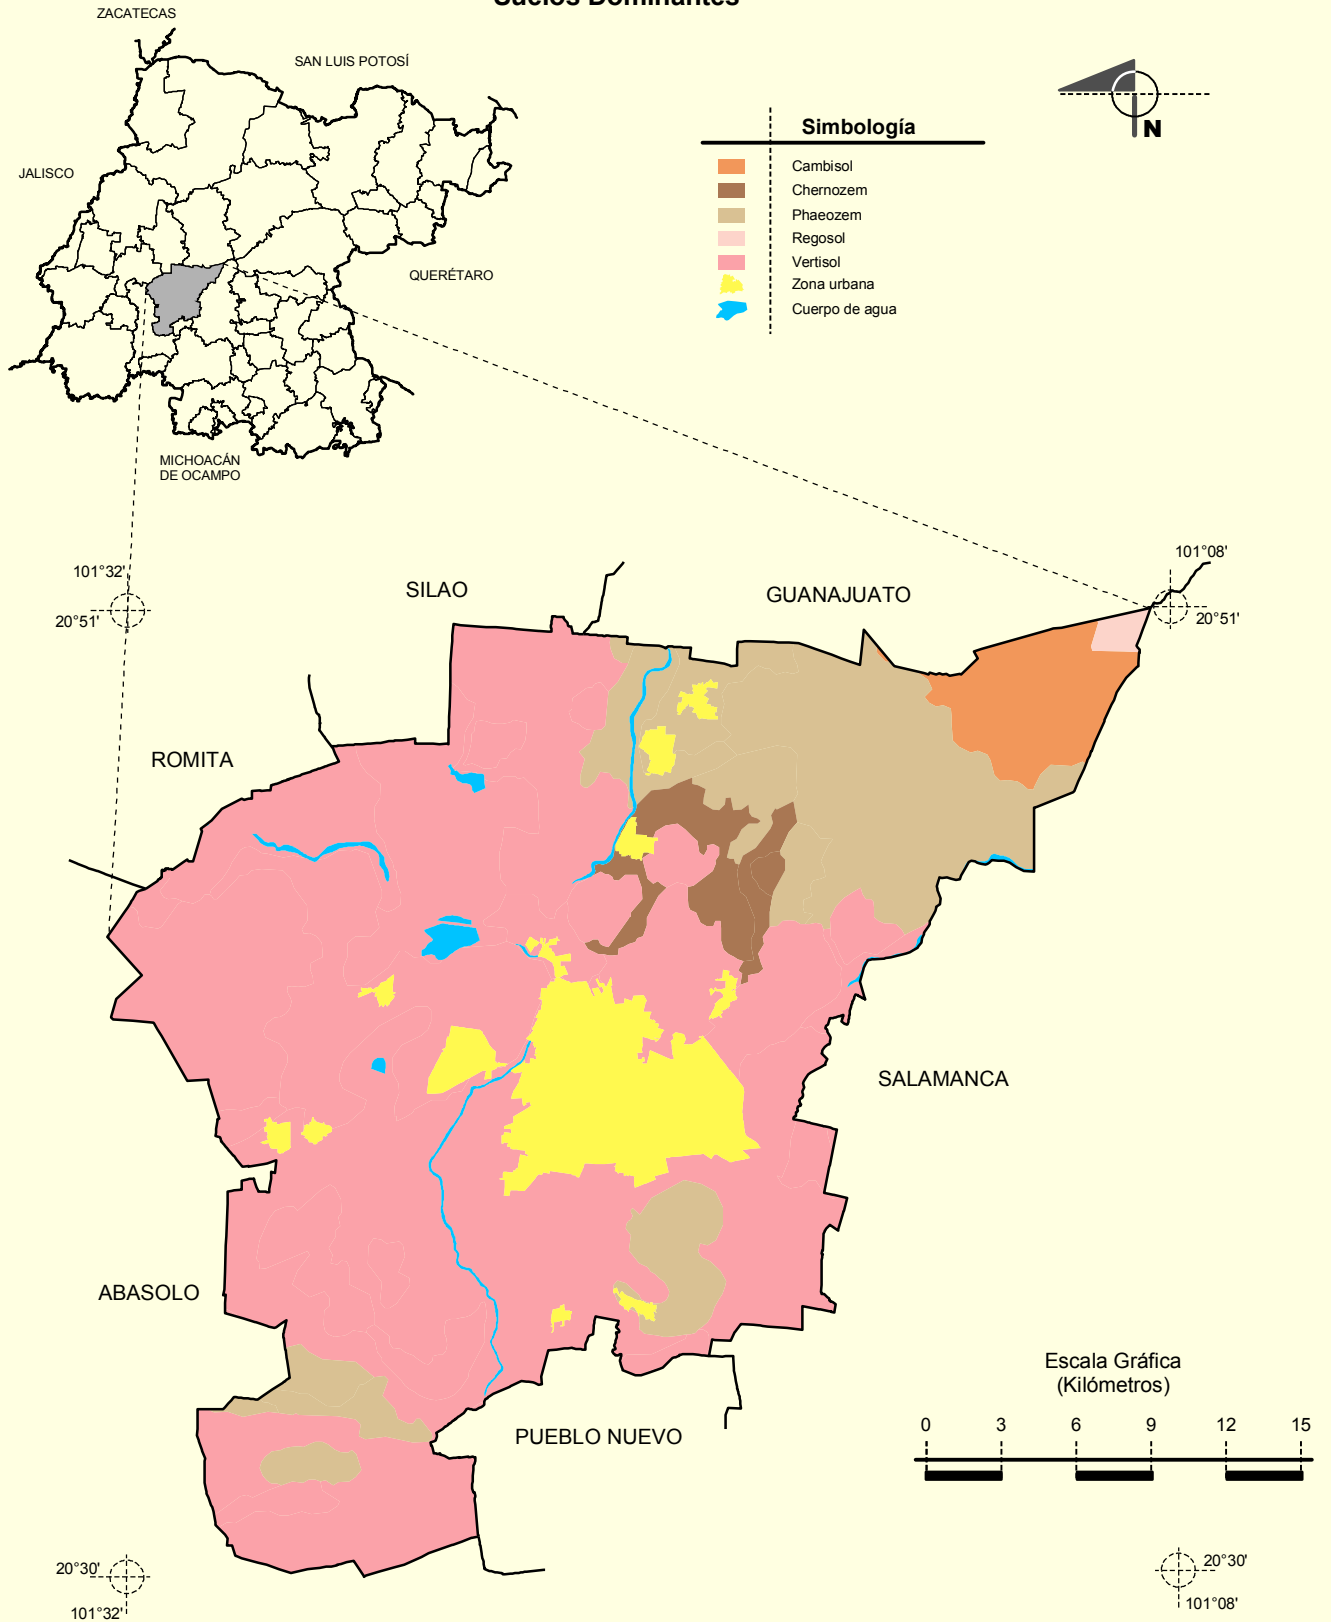 Suelos Dominantes
ZACATECAS
SAN LUIS POTOSÍ
JALISCO
QUERÉTARO
MICHOACÁN
DE OCAMPO
N
Simbología
Cambisol
Chernozem
Phaeozem
Regosol
Vertisol
Zona urbana
Cuerpo de agua
101°32'
20°51'
101°08'
20°51'
SILAO
GUANAJUATO
ROMITA
SALAMANCA
ABASOLO
PUEBLO NUEVO
Escala Gráfica
(Kilómetros)
0 3 6 9 12 15
20°30'
101°32'
20°30'
101°08'